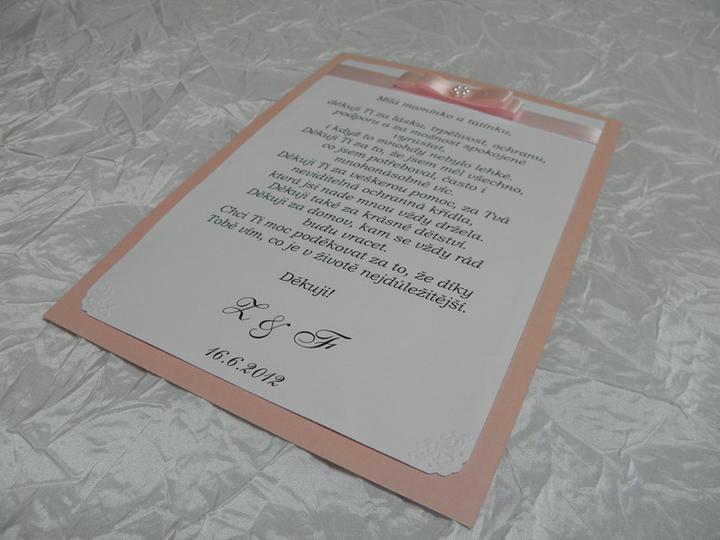 Milá maminko a tatínku,
děkuji Ti za lásku, trpělivost, ochranu,
podporu a za možnost spokojeně
vyrůstat,
i když to mnohdy nebylo lehké.
Děkuji Ti za to, že jsem měl všechno,
co jsem potřeboval, často i
mnohonásobně víc.
Děkuji Ti za veškerou pomoc, za Tvá
neviditelná ochranná křídla,
která jsi nade mnou vždy držela.
Děkuji také za krásné dětství.
Děkuji za domov, kam se vždy rád
budu vracet.
Chci Ti moc poděkovat za to, že díky
Tobě vím, co je v životě nejdůležitější.
Děkuji!
Z & F
16.6.2012